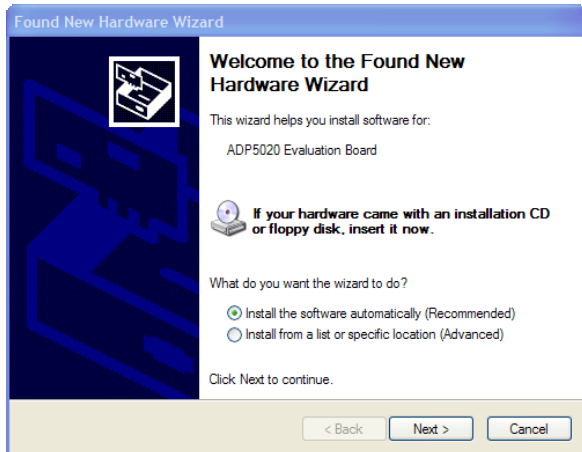 Found New Hardware Wizard
Welcome to the Found New
Hardware Wizard
This wizard helps you install software for:
ADP5020 Evaluation Board
If your hardware came with an installation CD
or floppy disk, insert it now.
What do you want the wizard to do?
Install the software automatically (Recommended)
Install from a list or specific location (Advanced)
Click Next to continue.
< Back
Next >
Cancel